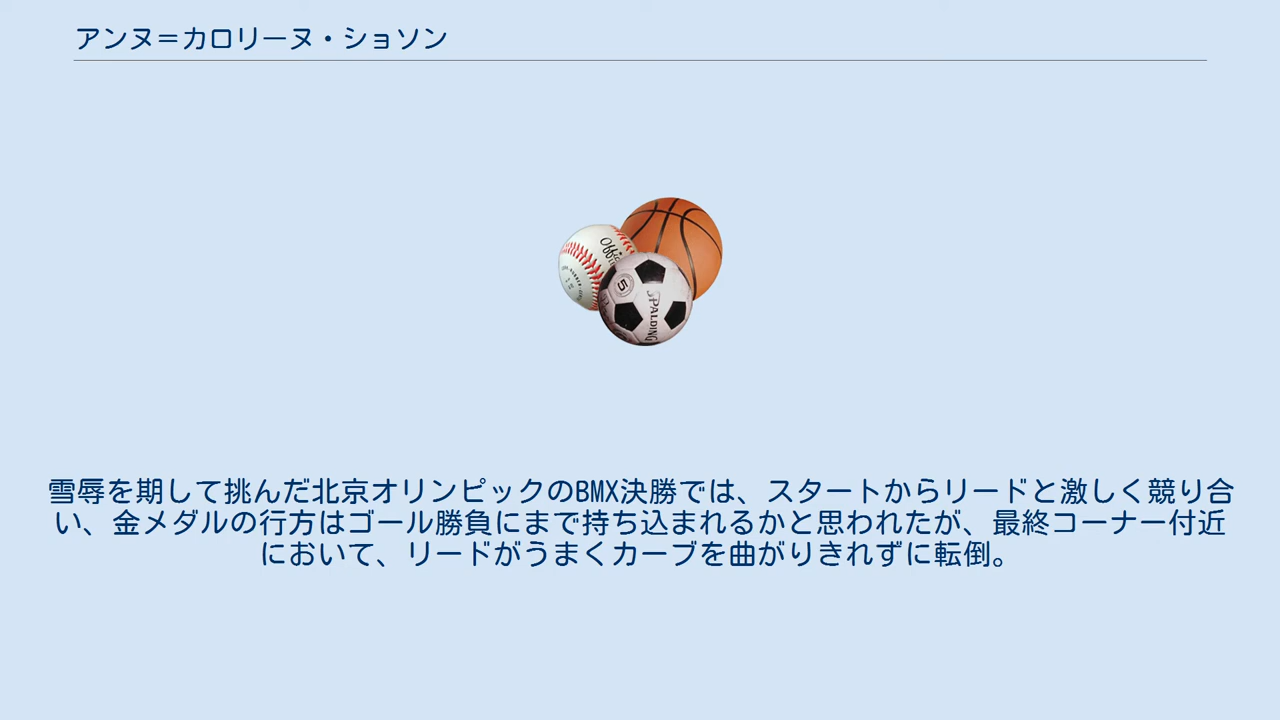 アンヌ＝カロリーヌ・ショソン
Offic
5
SPALDING
雪辱を期して挑んだ北京オリンピックのBMX決勝では、スタートからリードと激しく競り合
い、金メダルの行方はゴール勝負にまで持ち込まれるかと思われたが、最終コーナー付近
において、リードがうまくカーブを曲がりきれずに転倒。